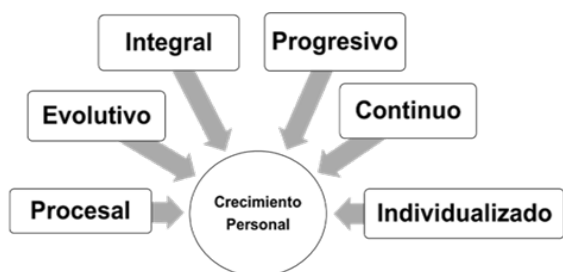 Integral
Progresivo
Evolutivo
Continuo
Procesal
Crecimiento
Personal
Individualizado